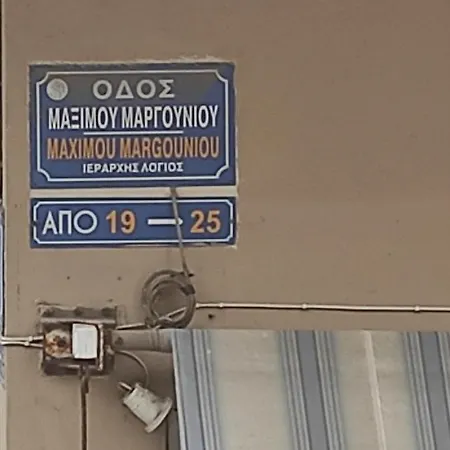 ΟΔΟΣ
ΜΑΞΙΜΟΥ ΜΑΡΓΟΥΝΙΟΥ
MAXIMOU MARGOUNIOU
ΙΕΡΑΡΧΗΣ ΛΟΓΙΟΣ
ΑΠΟ 19 — 25